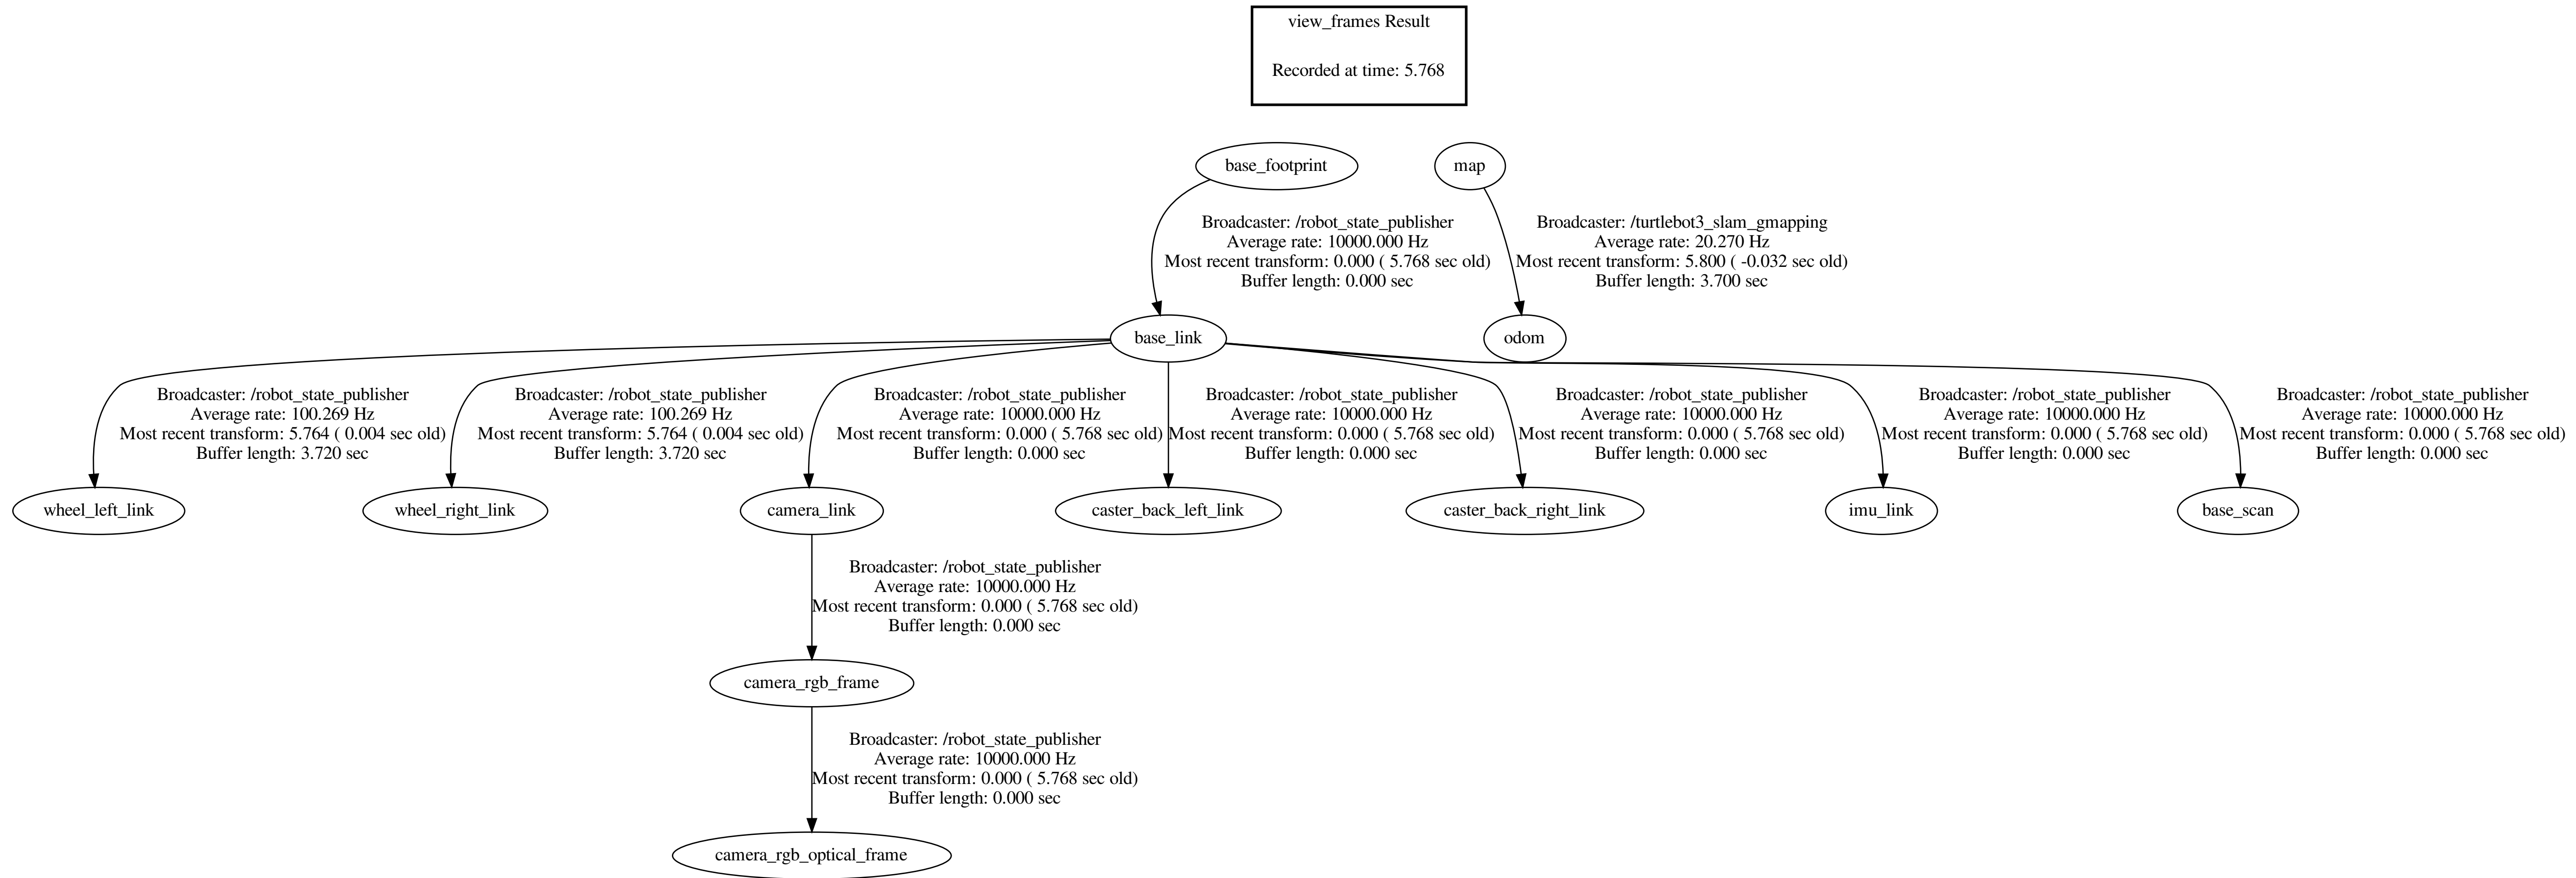 view_frames Result
Recorded at time: 5.768
base_footprint
map
Broadcaster: /robot_state_publisher
Average rate: 10000.000 Hz
Most recent transform: 0.000 ( 5.768 sec old)
Buffer length: 0.000 sec
Broadcaster: /turtlebot3_slam_gmapping
Average rate: 20.270 Hz
Most recent transform: 5.800 ( -0.032 sec old)
Buffer length: 3.700 sec
base_link
odom
Broadcaster: /robot_state_publisher
Average rate: 100.269 Hz
Most recent transform: 5.764 ( 0.004 sec old)
Buffer length: 3.720 sec
Broadcaster: /robot_state_publisher
Average rate: 100.269 Hz
Most recent transform: 5.764 ( 0.004 sec old)
Buffer length: 3.720 sec
Broadcaster: /robot_state_publisher
Average rate: 10000.000 Hz
Most recent transform: 0.000 ( 5.768 sec old)
Buffer length: 0.000 sec
Broadcaster: /robot_state_publisher
Average rate: 10000.000 Hz
Most recent transform: 0.000 ( 5.768 sec old)
Buffer length: 0.000 sec
Broadcaster: /robot_state_publisher
Average rate: 10000.000 Hz
Most recent transform: 0.000 ( 5.768 sec old)
Buffer length: 0.000 sec
Broadcaster: /robot_state_publisher
Average rate: 10000.000 Hz
Most recent transform: 0.000 ( 5.768 sec old)
Buffer length: 0.000 sec
Broadcaster: /robot_state_publisher
Average rate: 10000.000 Hz
Most recent transform: 0.000 ( 5.768 sec old)
Buffer length: 0.000 sec
wheel_left_link
wheel_right_link
camera_link
caster_back_left_link
caster_back_right_link
imu_link
base_scan
Broadcaster: /robot_state_publisher
Average rate: 10000.000 Hz
Most recent transform: 0.000 ( 5.768 sec old)
Buffer length: 0.000 sec
camera_rgb_frame
Broadcaster: /robot_state_publisher
Average rate: 10000.000 Hz
Most recent transform: 0.000 ( 5.768 sec old)
Buffer length: 0.000 sec
camera_rgb_optical_frame